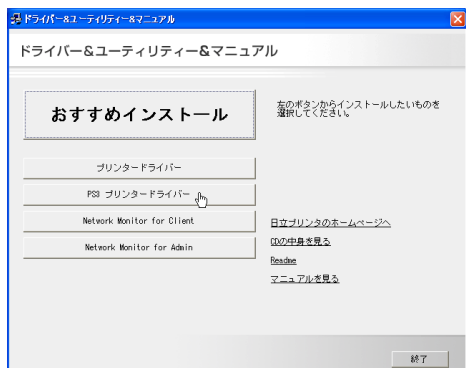 ドライバー&ユーティリティー&マニュアル
ドライバー&ユーティリティー&マニュアル
おすすめインストール
左のボタンからインストールしたいものを
選択してください。
プリンタードライバー
PS3 プリンタードライバー
Network Monitor for Client
Network Monitor for Admin
日立プリンタのホームページへ
CDの中身を見る
Readme
マニュアルを見る
終了